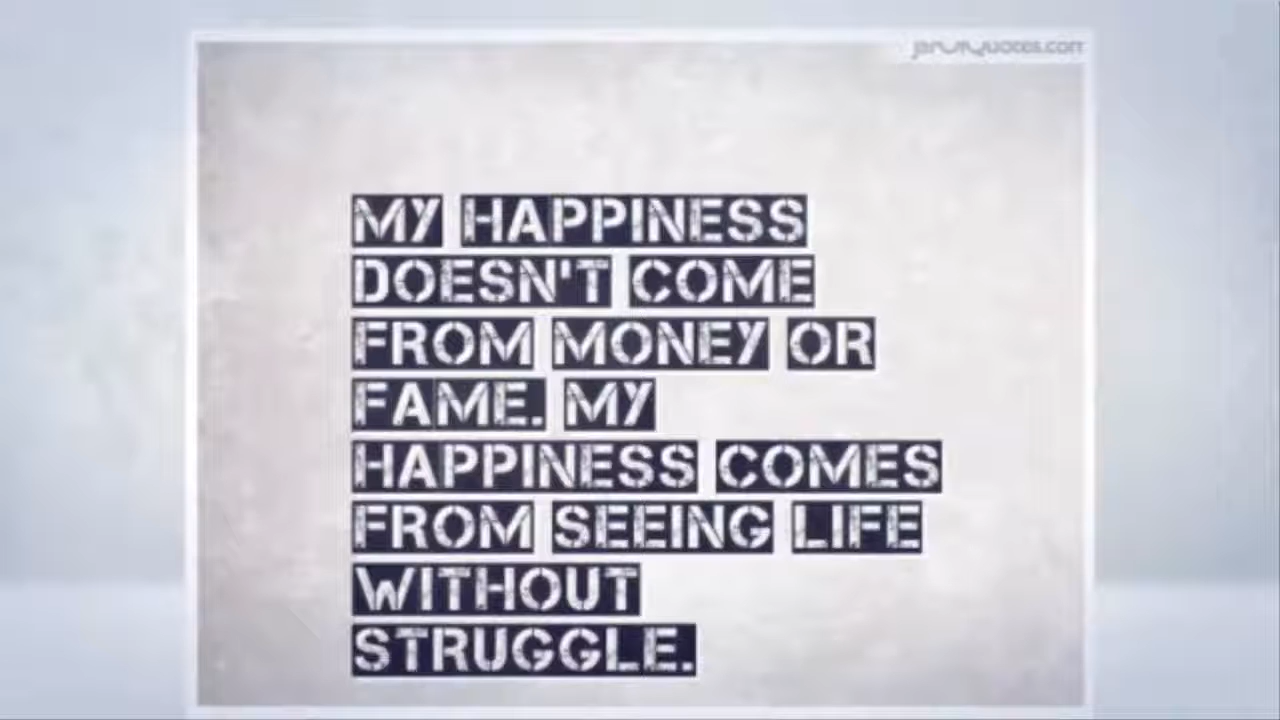 MY HAPPINESS
DOESN'T COME
FROM MONEY OR
FAME. MY
HAPPINESS COMES
FROM SEEING LIFE
WITHOUT
STRUGGLE.